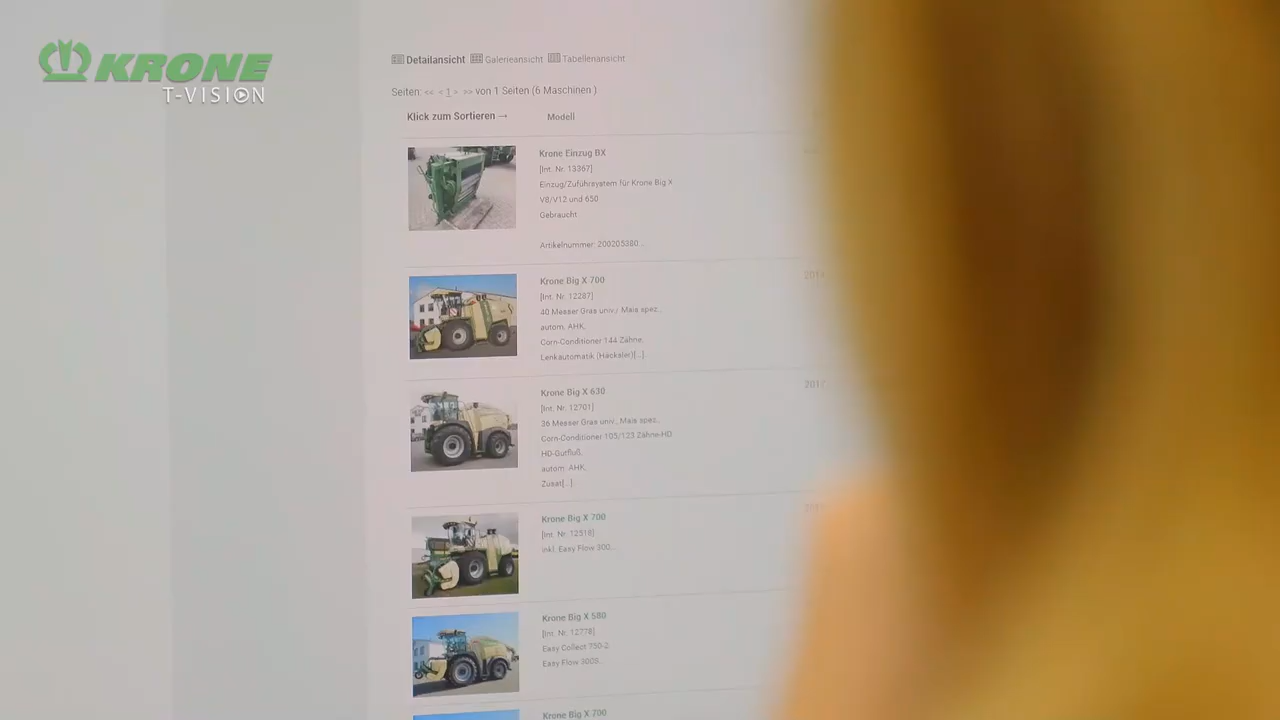 KRONE
T-VISION
Detailansicht Galerieansicht Tabellenansicht
Seiten: << < 1 > >> von 1 Seiten (6 Maschinen )
Klick zum Sortieren → Modell
Krone Einzug BX
[Int. Nr. 13367]
Einzug/Zuführsystem für Krone Big X
V8/V12 und 650
Gebraucht
Artikelnummer: 200205380...
Krone Big X 700
[Int. Nr. 12287]
40 Messer Gras univ./ Mais spez.,
autom. AHK,
Corn-Conditioner 144 Zähne,
Lenkautomatik (Häcksler)[...]
Krone Big X 630
[Int. Nr. 12701]
36 Messer Gras univ., Mais spez.,
Corn-Conditioner 105/123 Zähne-HD
HD-Gutfluß,
autom. AHK,
Zusat[...]
Krone Big X 700
[Int. Nr. 12518]
inkl. Easy Flow 300...
Krone Big X 580
[Int. Nr. 12778]
Easy Collect 750-2
Easy Flow 300S...
Krone Big X 700